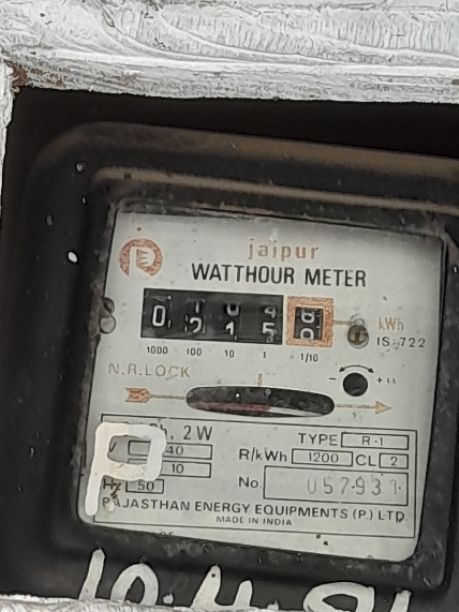 jaipur
WATTHOUR METER
kWh
IS:722
1000 100 10 1 1/10
N.R.LOCK
- +
Ph. 2W
TYPE R-1
40
R/kWh 1200 CL 2
10
No. 057931
Hz 50
RAJASTHAN ENERGY EQUIPMENTS (P.) LTD.
MADE IN INDIA